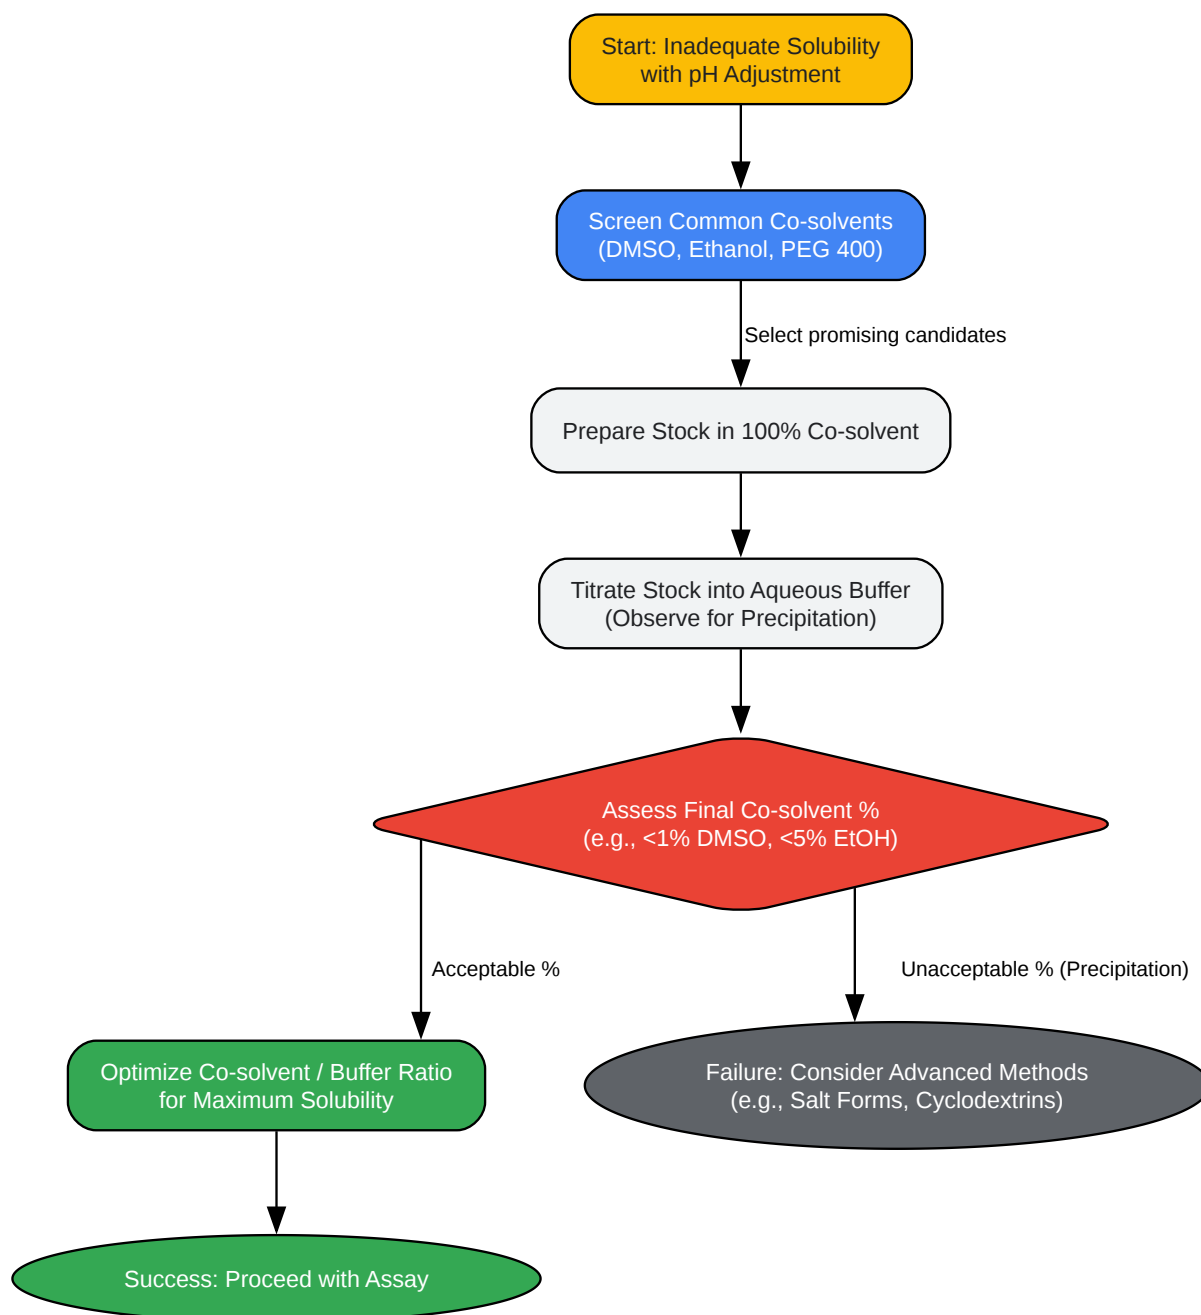 Start: Inadequate Solubility
with pH Adjustment
Screen Common Co-solvents
(DMSO, Ethanol, PEG 400)
Select promising candidates
Prepare Stock in 100% Co-solvent
Titrate Stock into Aqueous Buffer
(Observe for Precipitation)
Assess Final Co-solvent %
(e.g., <1% DMSO, <5% EtOH)
Acceptable %
Unacceptable % (Precipitation)
Optimize Co-solvent / Buffer Ratio
for Maximum Solubility
Failure: Consider Advanced Methods
(e.g., Salt Forms, Cyclodextrins)
Success: Proceed with Assay